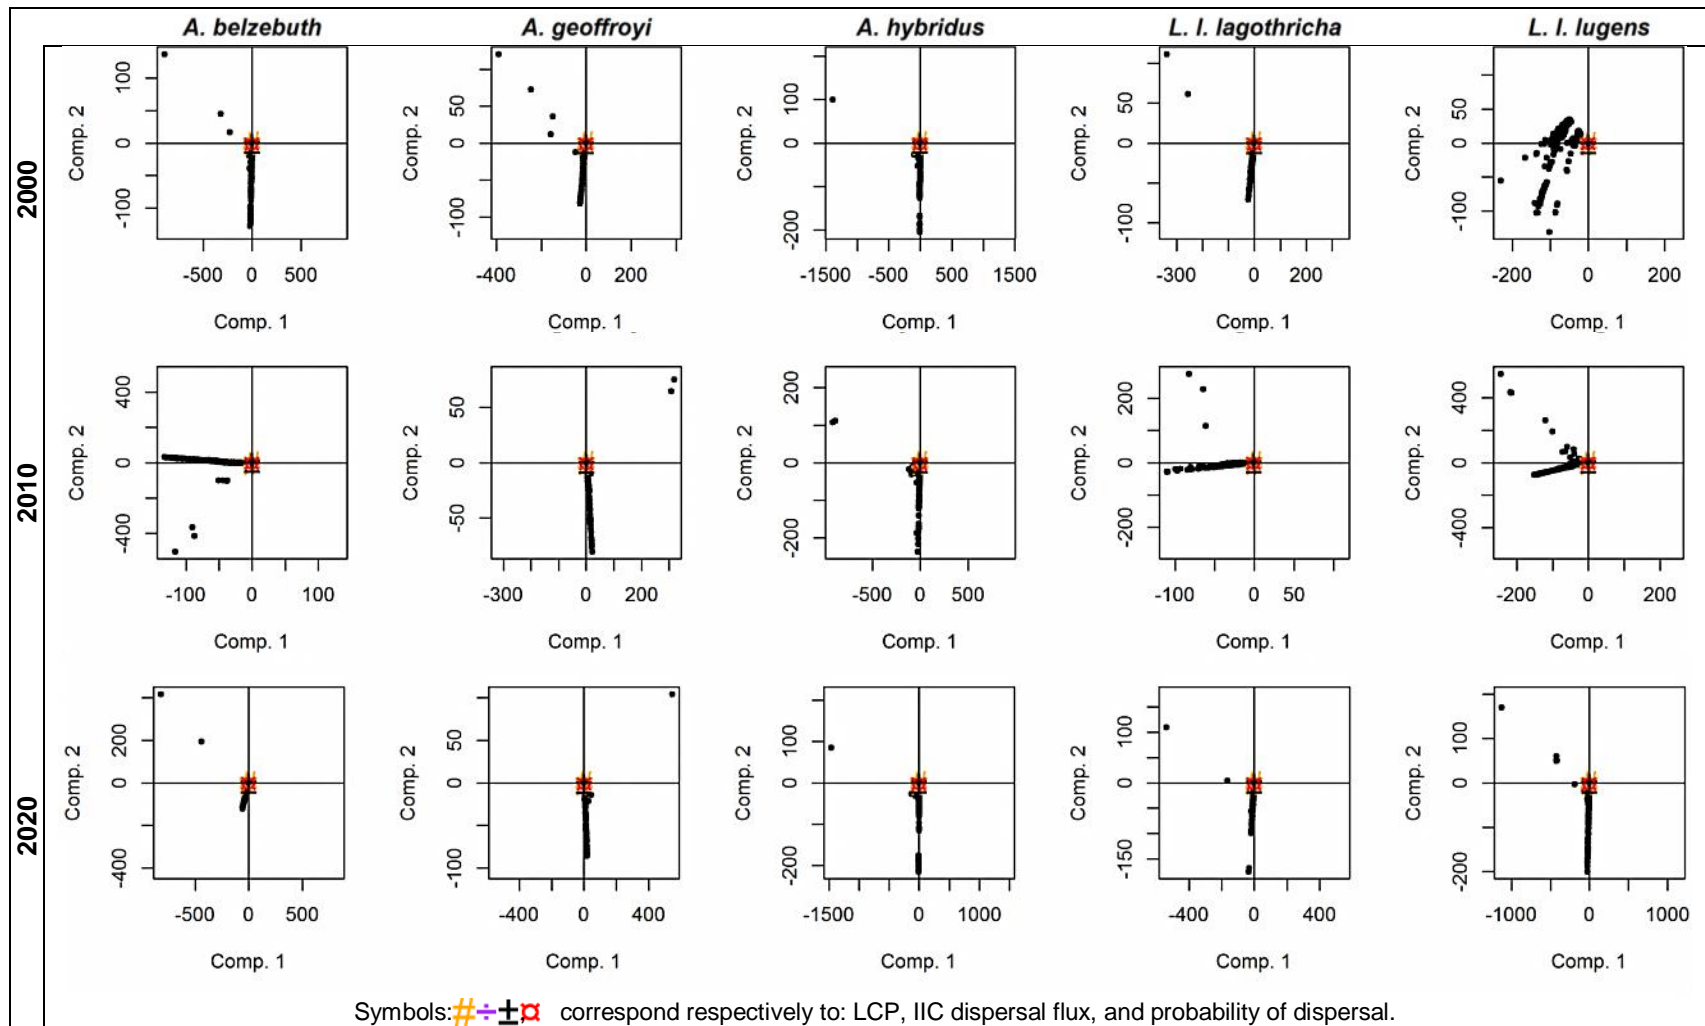 A. belzebuth A. geoffroyi A. hybridus L. l. lagothricha L. l. lugens
2000
Comp. 2 100 0 -100 -500 0 500 Comp. 1
Comp. 2 50 0 -100 -400 0 200 Comp. 1
Comp. 2 100 0 -200 -1500 0 500 1500 Comp. 1
Comp. 2 50 0 -100 -300 0 200 Comp. 1
Comp. 2 50 0 -100 -200 0 200 Comp. 1
2010
Comp. 2 400 0 -400 -100 0 100 Comp. 1
Comp. 2 50 0 -50 -300 0 200 Comp. 1
Comp. 2 200 0 -200 -500 0 500 Comp. 1
Comp. 2 200 0 -200 -100 0 50 Comp. 1
Comp. 2 400 0 -400 -200 0 200 Comp. 1
2020
Comp. 2 200 0 -400 -500 0 500 Comp. 1
Comp. 2 50 0 -100 -400 0 400 Comp. 1
Comp. 2 100 0 -200 -1500 0 1000 Comp. 1
Comp. 2 100 0 -150 -400 0 400 Comp. 1
Comp. 2 100 0 -200 -1000 0 1000 Comp. 1
Symbols:#÷±¤ correspond respectively to: LCP, IIC dispersal flux, and probability of dispersal.